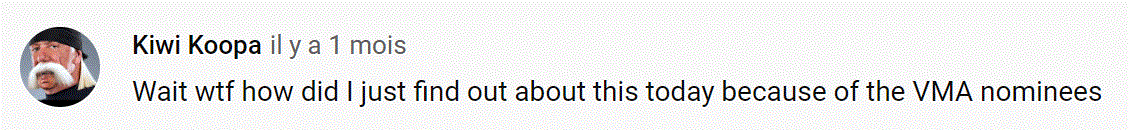 Kiwi Koopa il y a 1 mois
Wait wtf how did I just find out about this today because of the VMA nominees